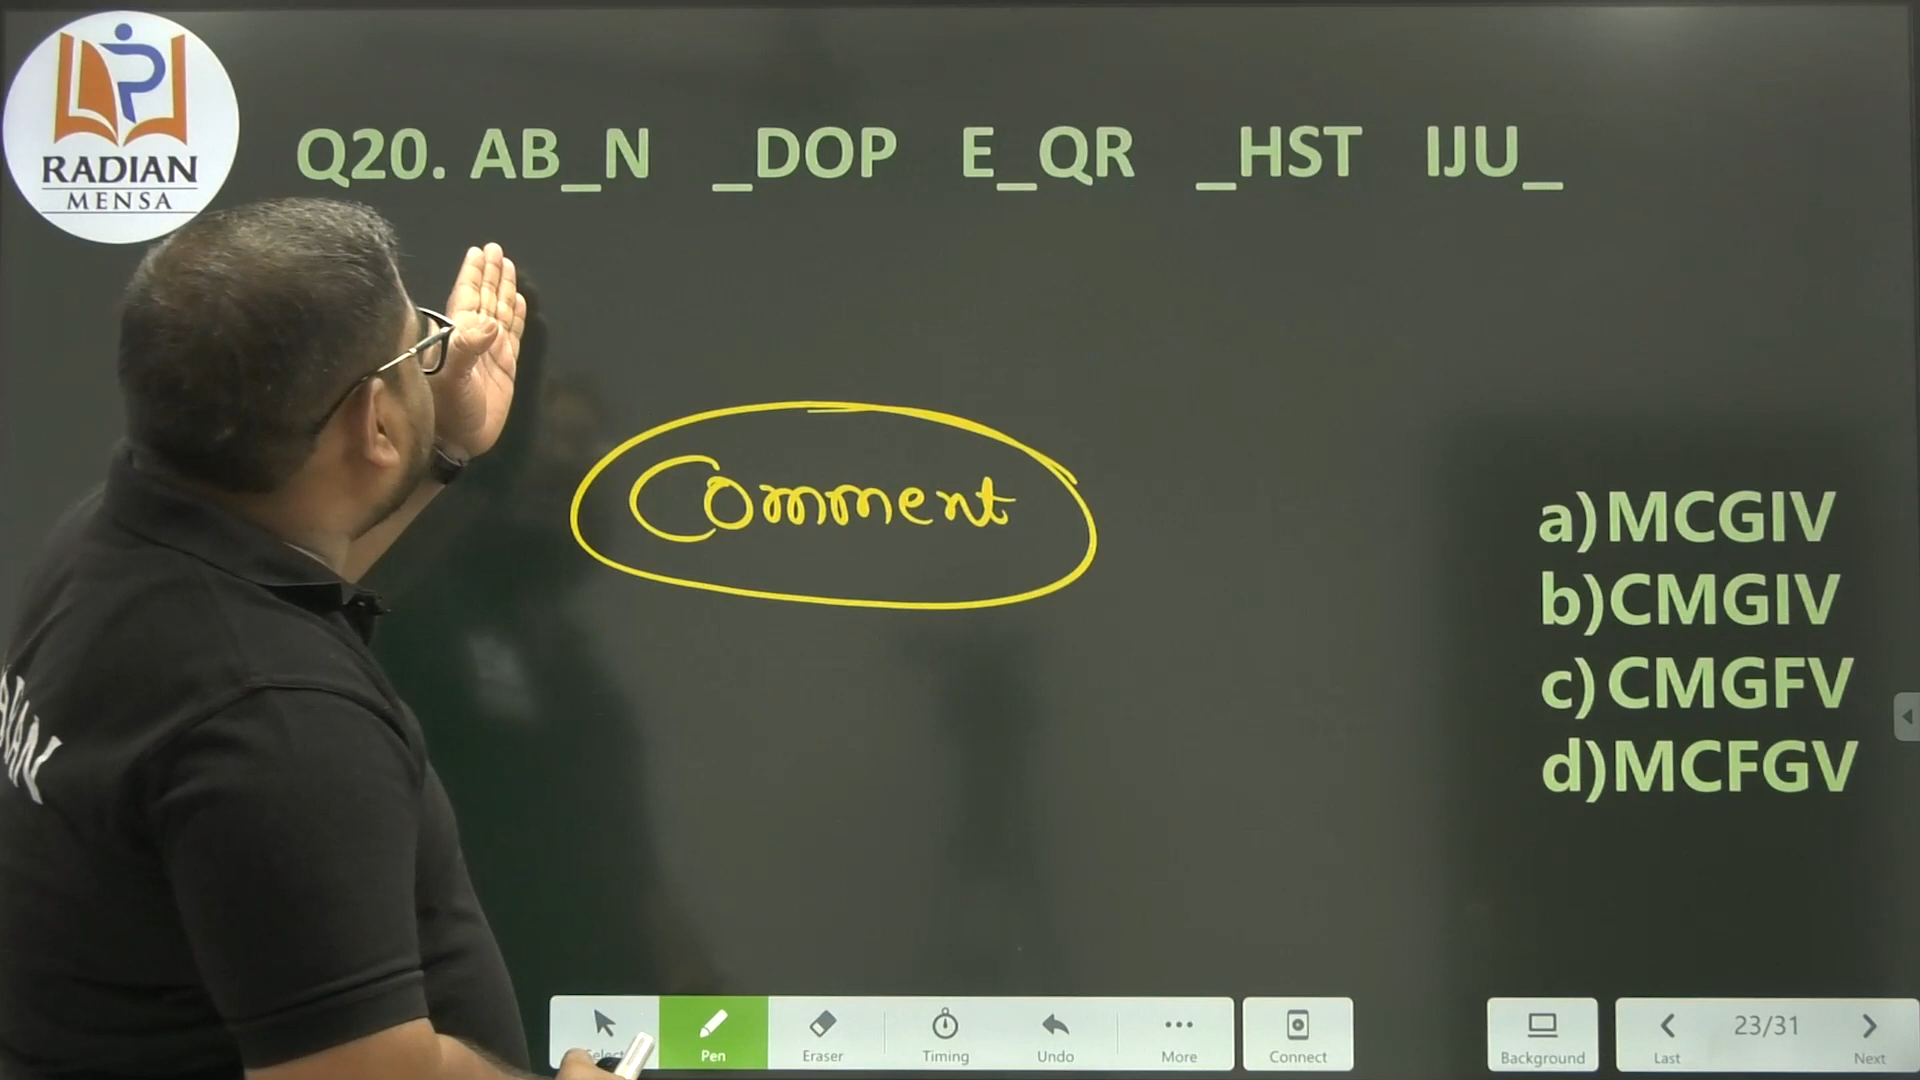 RADIAN
MENSA
Q20. AB_N _DOP E_QR _HST IJU_
Comment
a)MCGIV
b)CMGIV
c)CMGFV
d)MCFGV
Select
Pen
Eraser
Timing
Undo
More
Connect
Background
Last
23/31
Next